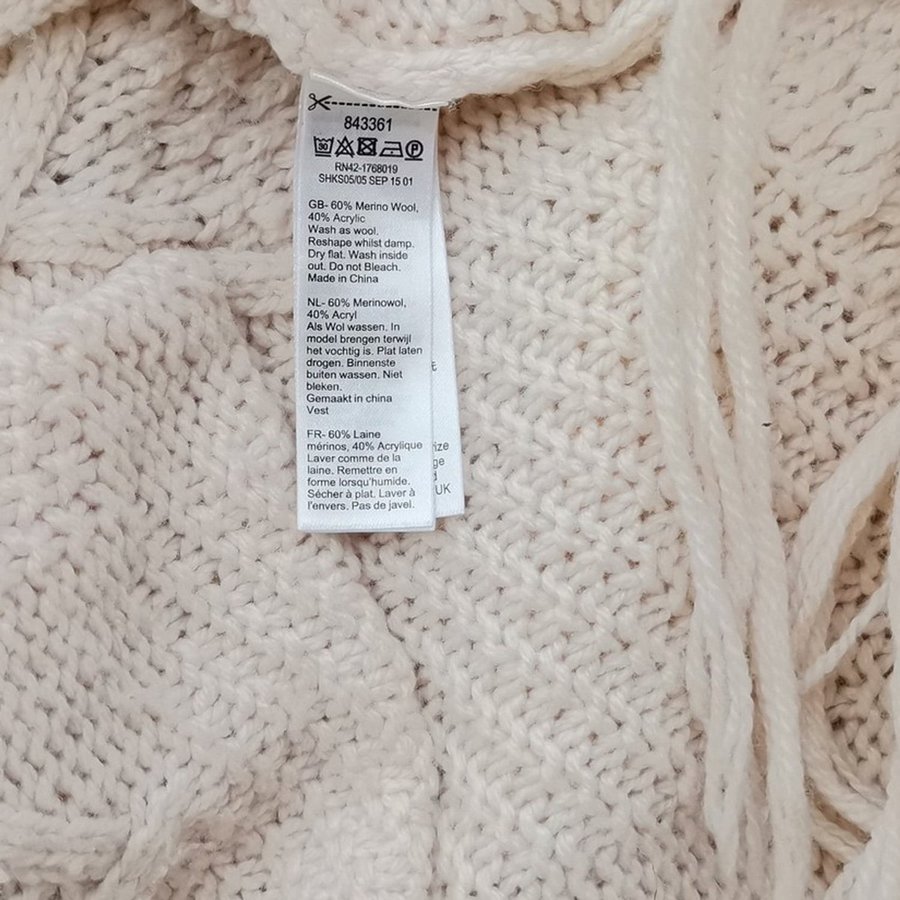 843361
30 P
RN42-1768019
SHKS05/05 SEP 15 01
GB- 60% Merino Wool,
40% Acrylic
Wash as wool.
Reshape whilst damp.
Dry flat. Wash inside
out. Do not Bleach.
Made in China
NL- 60% Merinowol,
40% Acryl
Als Wol wassen. In
model brengen terwijl
het vochtig is. Plat laten
drogen. Binnenste
buiten wassen. Niet
bleken.
Gemaakt in china
Vest
FR- 60% Laine
mérinos, 40% Acrylique
Laver comme de la
laine. Remettre en
forme lorsqu'humide.
Sécher à plat. Laver à
l'envers. Pas de javel.
UK